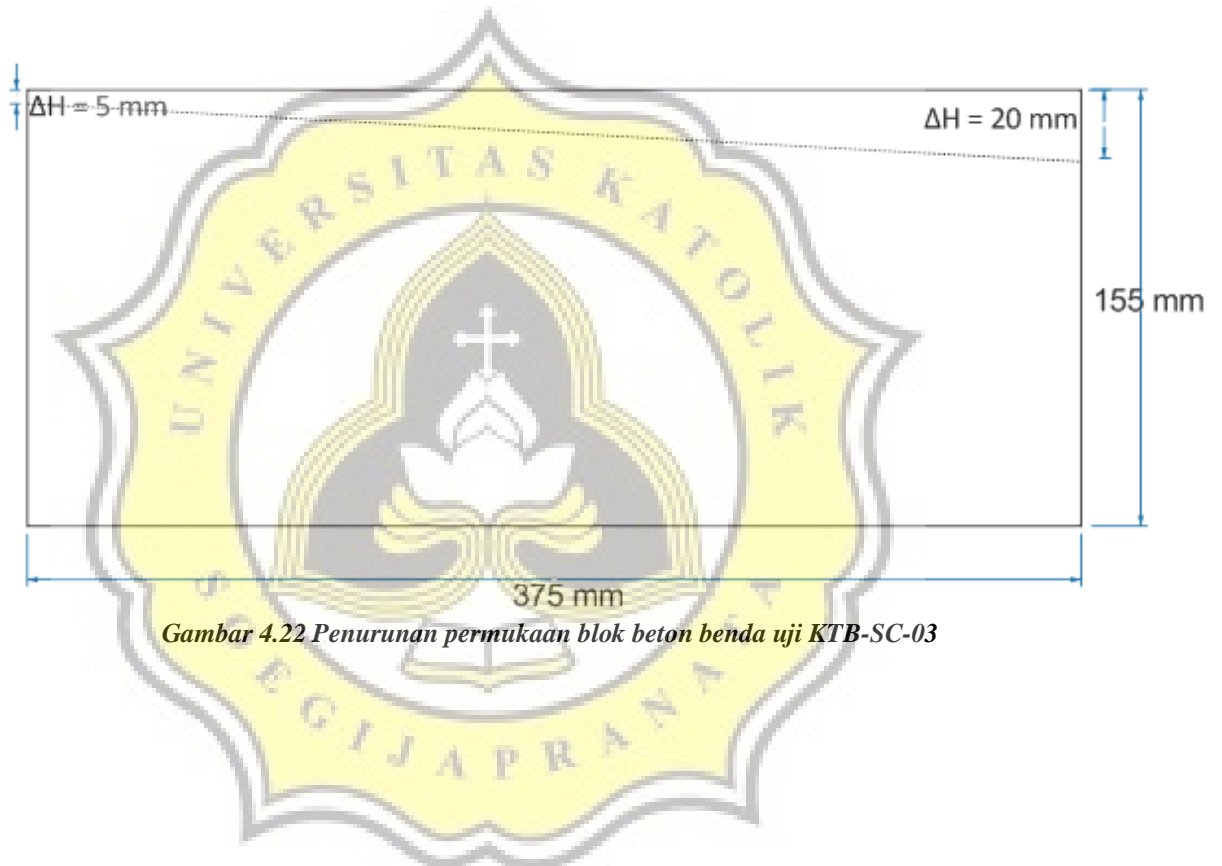 ΔH = 5 mm
ΔH = 20 mm
UNIVERSITAS KATOLIK
155 mm
375 mm
Gambar 4.22 Penurunan permukaan blok beton benda uji KTB-SC-03
SOEGIJAPRANATA